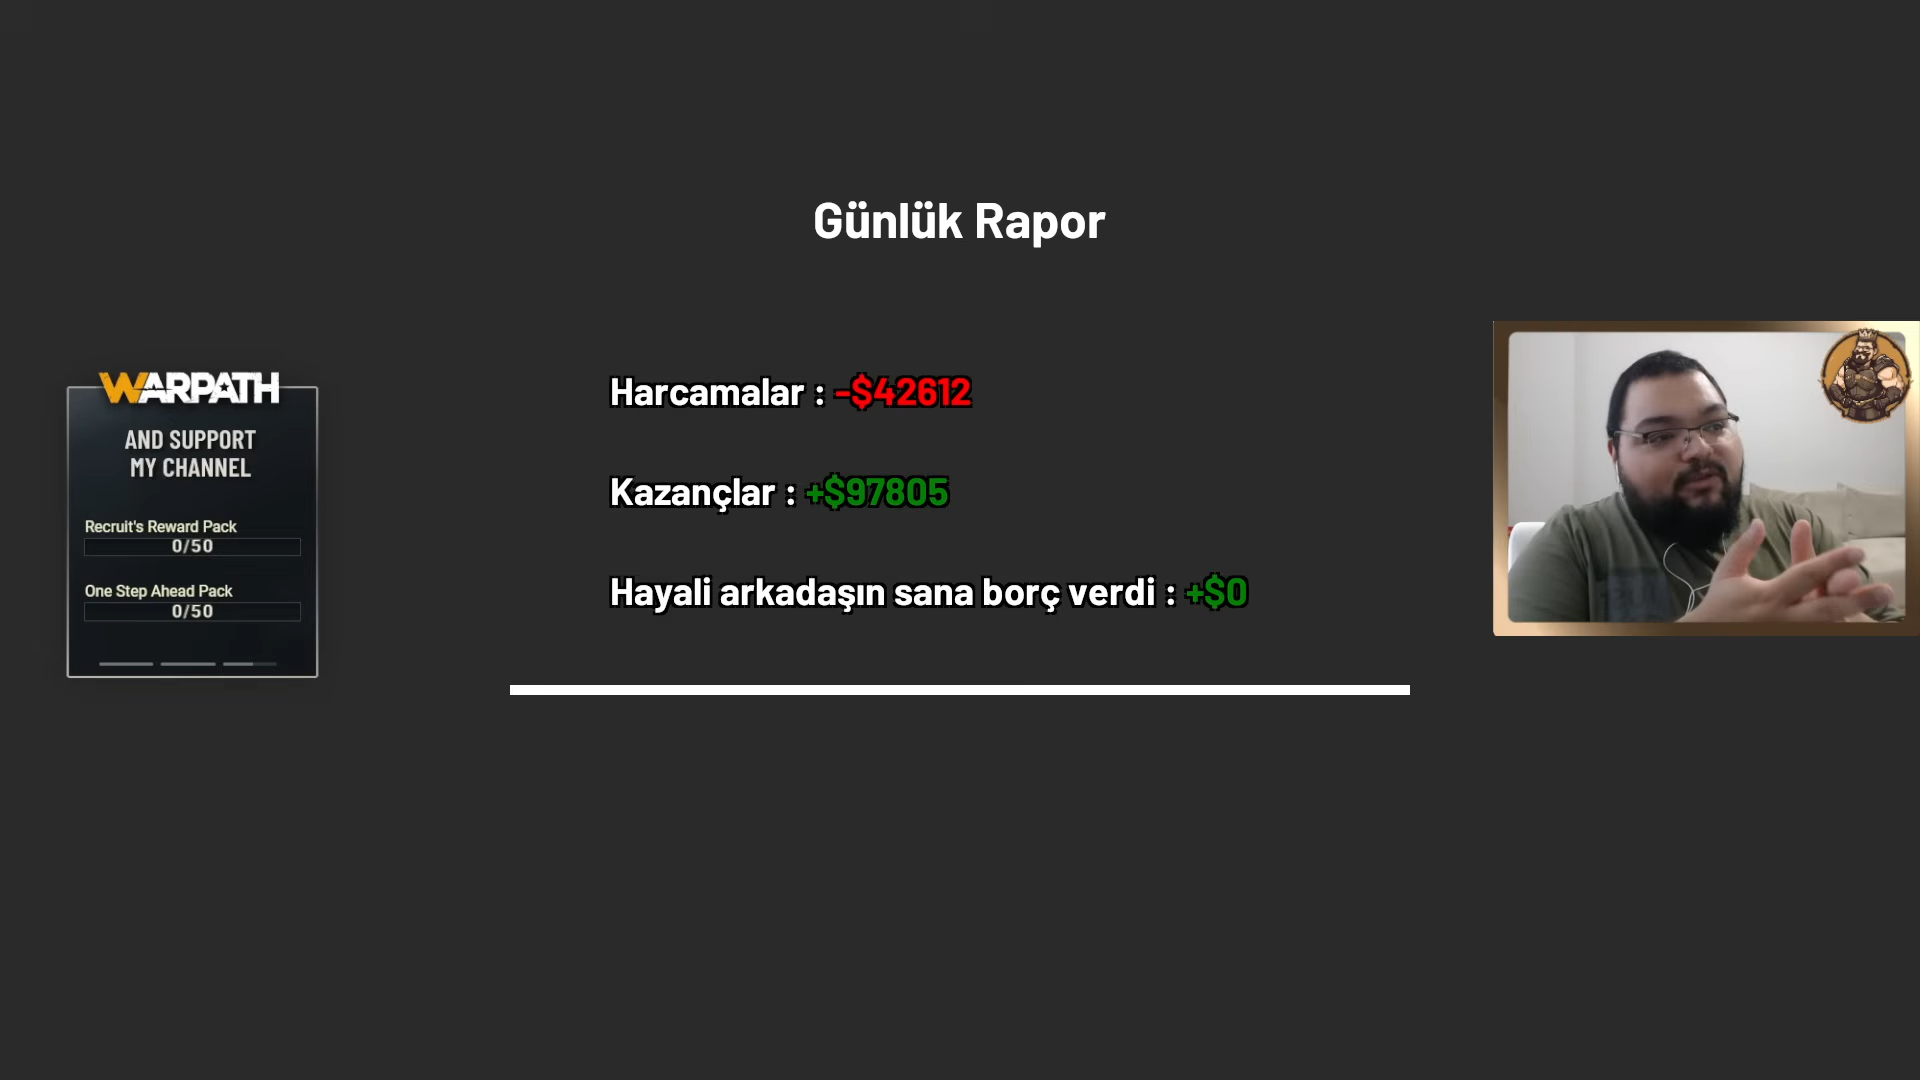 Günlük Rapor
Harcamalar : -$42612
Kazançlar : +$97805
Hayali arkadaşın sana borç verdi : +$0
WARPATH
AND SUPPORT
MY CHANNEL
Recruit's Reward Pack
0/50
One Step Ahead Pack
0/50